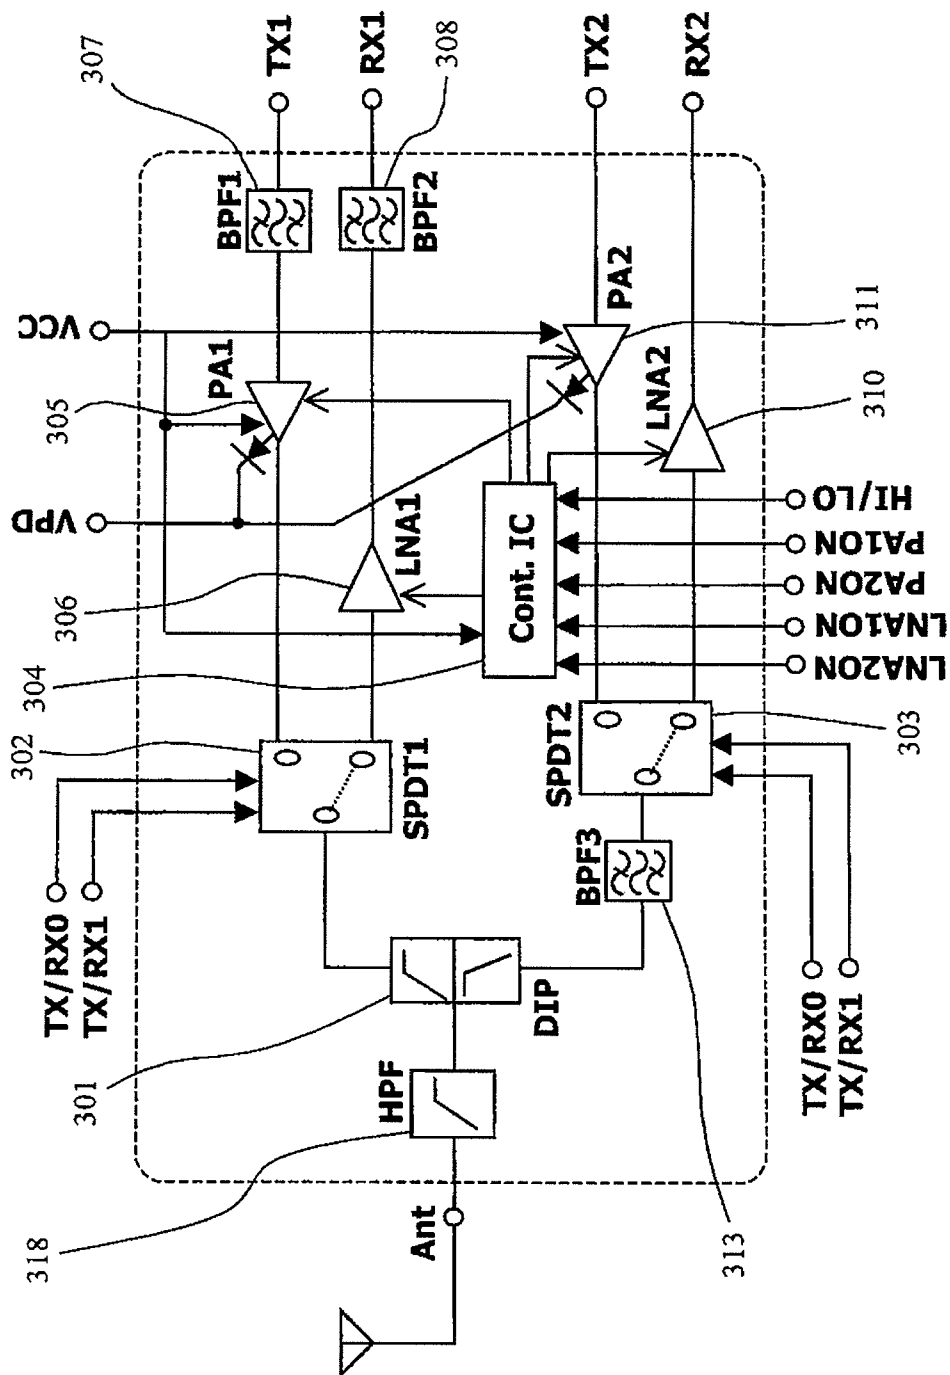 TX1
RX1
TX2
RX2
307
308
BPF1
BPF2
VCC
PA1
PA2
305
311
VPD
LNA1
LNA2
306
310
Cont. IC
304
HI/LO
PA1ON
PA2ON
LNA1ON
LNA2ON
302
SPDT1
SPDT2
303
TX/RX0
TX/RX1
BPF3
TX/RX0
TX/RX1
301
DIP
HPF
318
Ant
313